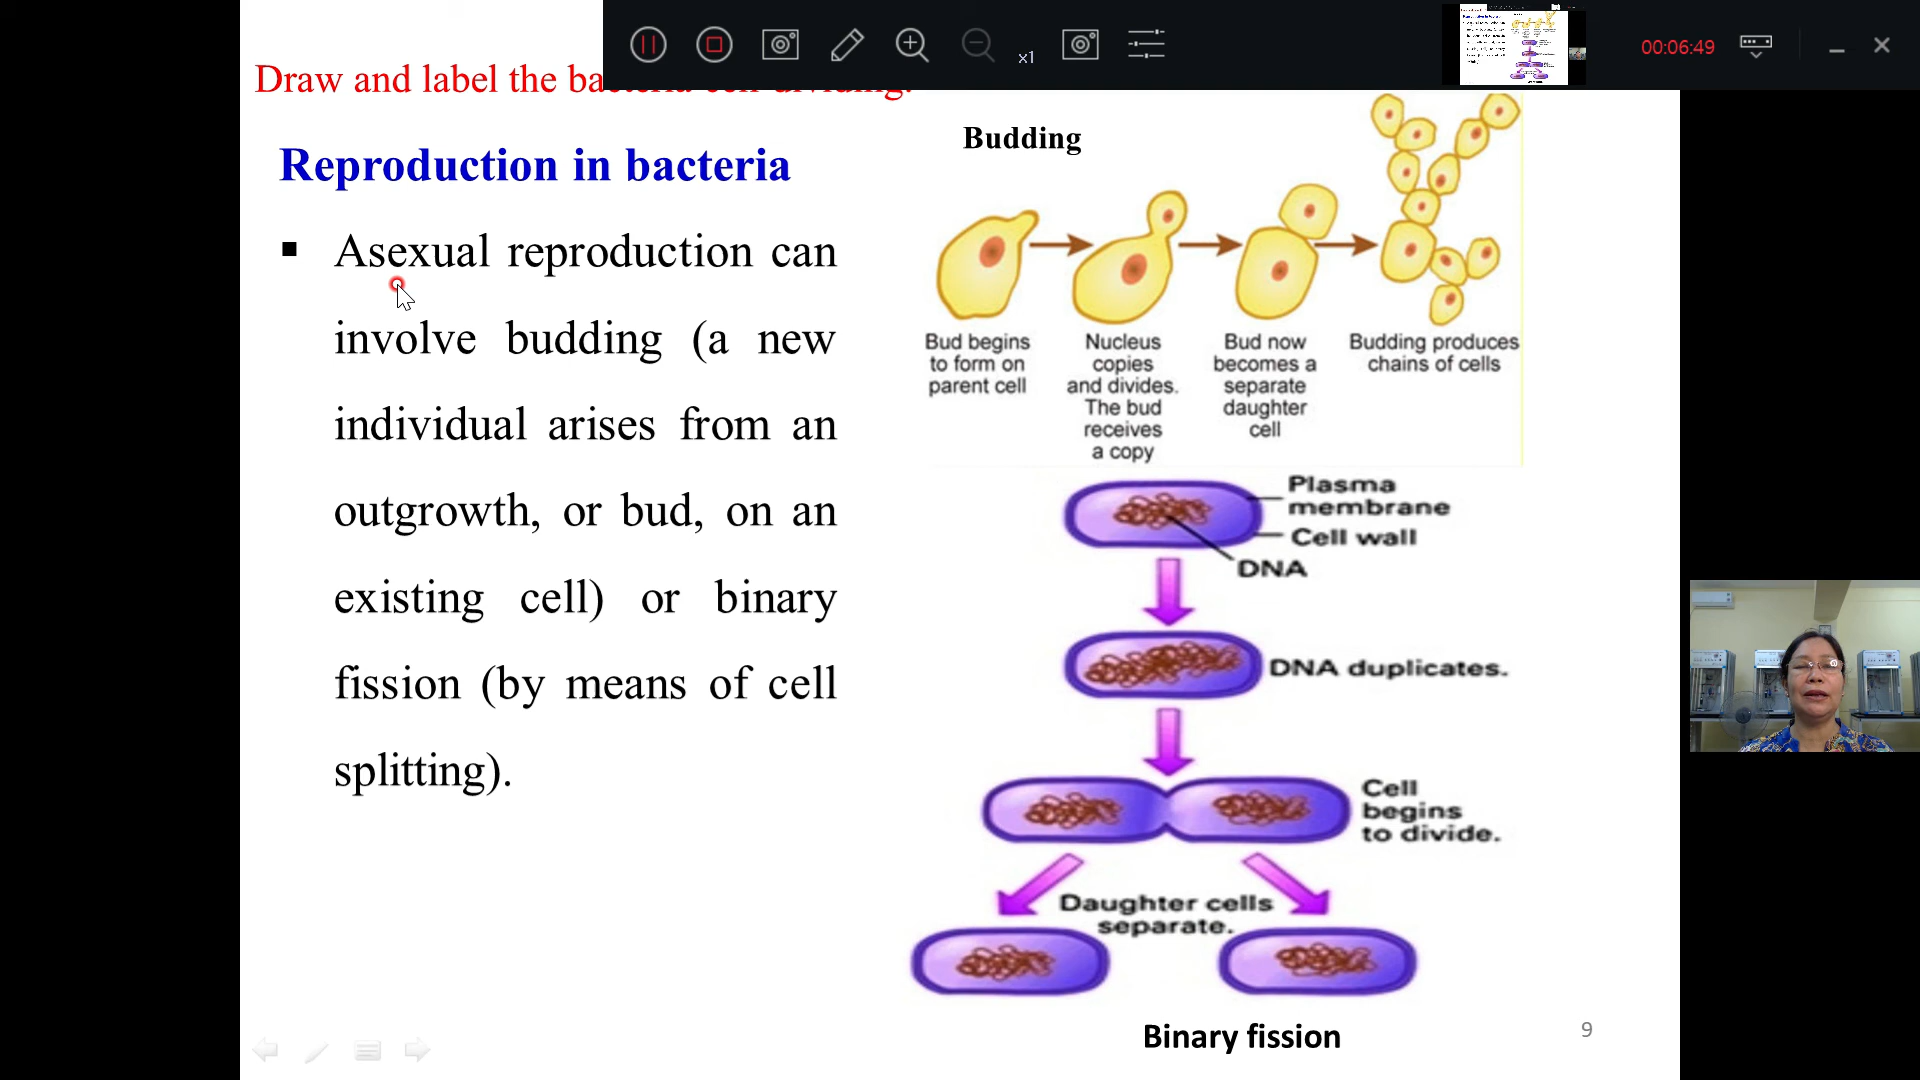 x1
00:06:49
Draw and label the bacteria cell dividing.
Reproduction in bacteria
▪ Asexual reproduction can
involve budding (a new
individual arises from an
outgrowth, or bud, on an
existing cell) or binary
fission (by means of cell
splitting).
Budding
Bud begins
to form on
parent cell
Nucleus
copies
and divides.
The bud
receives
a copy
Bud now
becomes a
separate
daughter
cell
Budding produces
chains of cells
Plasma
membrane
Cell wall
DNA
DNA duplicates.
Cell
begins
to divide.
Daughter cells
separate.
Binary fission
9